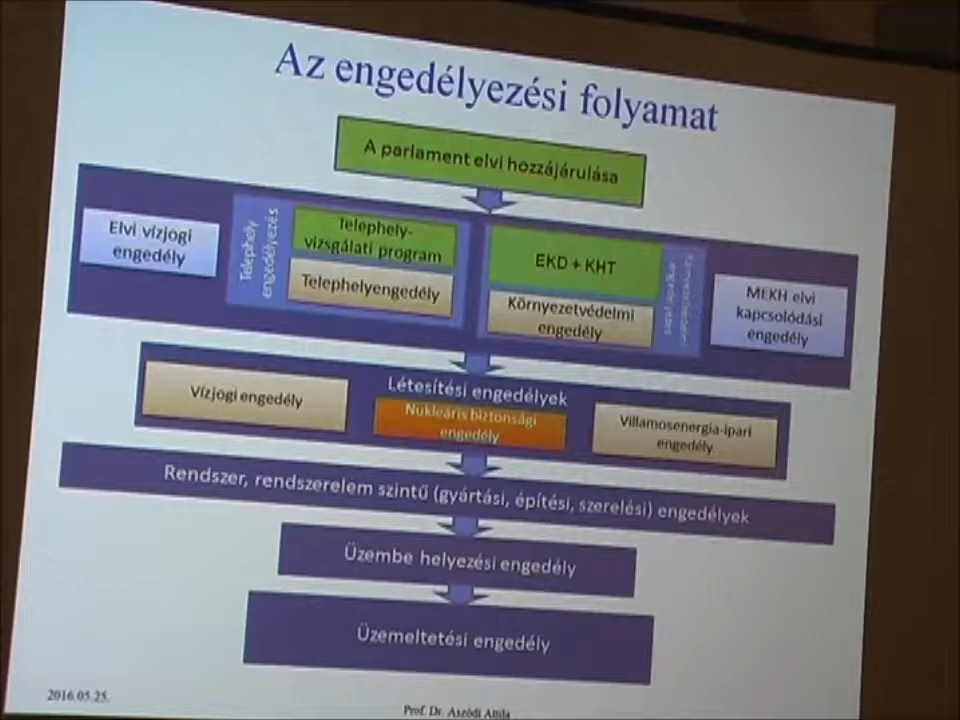 Az engedélyezési folyamat
A parlament elvi hozzájárulása
Elvi vízjogi
engedély
Telephely
engedélyezés
Telephely-
vizsgálati program
Telephelyengedély
EKD + KHT
Környezetvédelmi
engedély
MEKH elvi
kapcsolódási
engedély
Létesítési engedélyek
Vízjogi engedély
Nukleáris biztonsági
engedély
Villamosenergia-ipari
engedély
Rendszer, rendszerelem szintű (gyártási, építési, szerelési) engedélyek
Üzembe helyezési engedély
Üzemeltetési engedély
2016.05.25.
Prof. Dr. Aszódi Attila